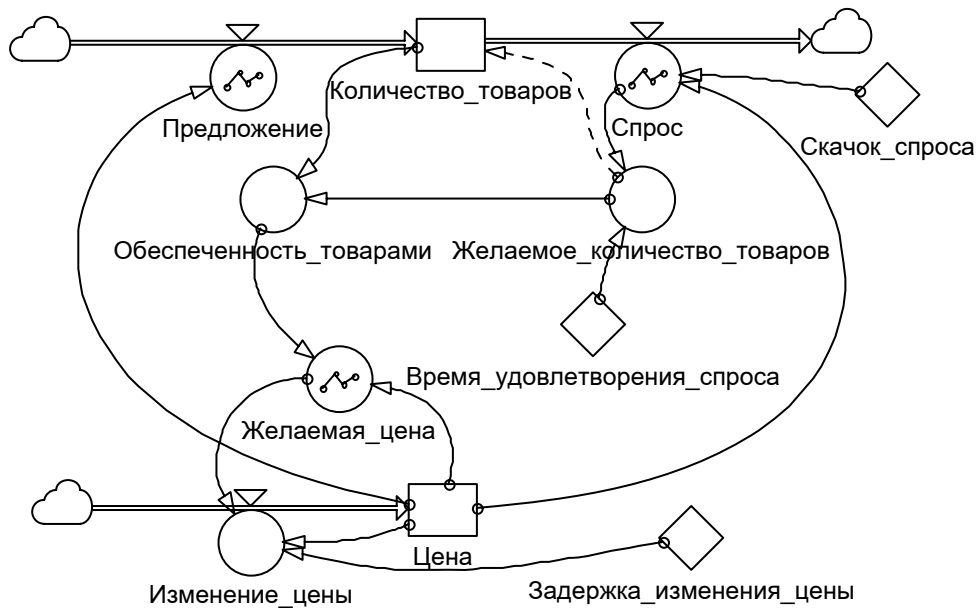 Количество_товаров
Предложение
Спрос
Скачок_спроса
Обеспеченность_товарами
Желаемое_количество_товаров
Время_удовлетворения_спроса
Желаемая_цена
Цена
Изменение_цены
Задержка_изменения_цены